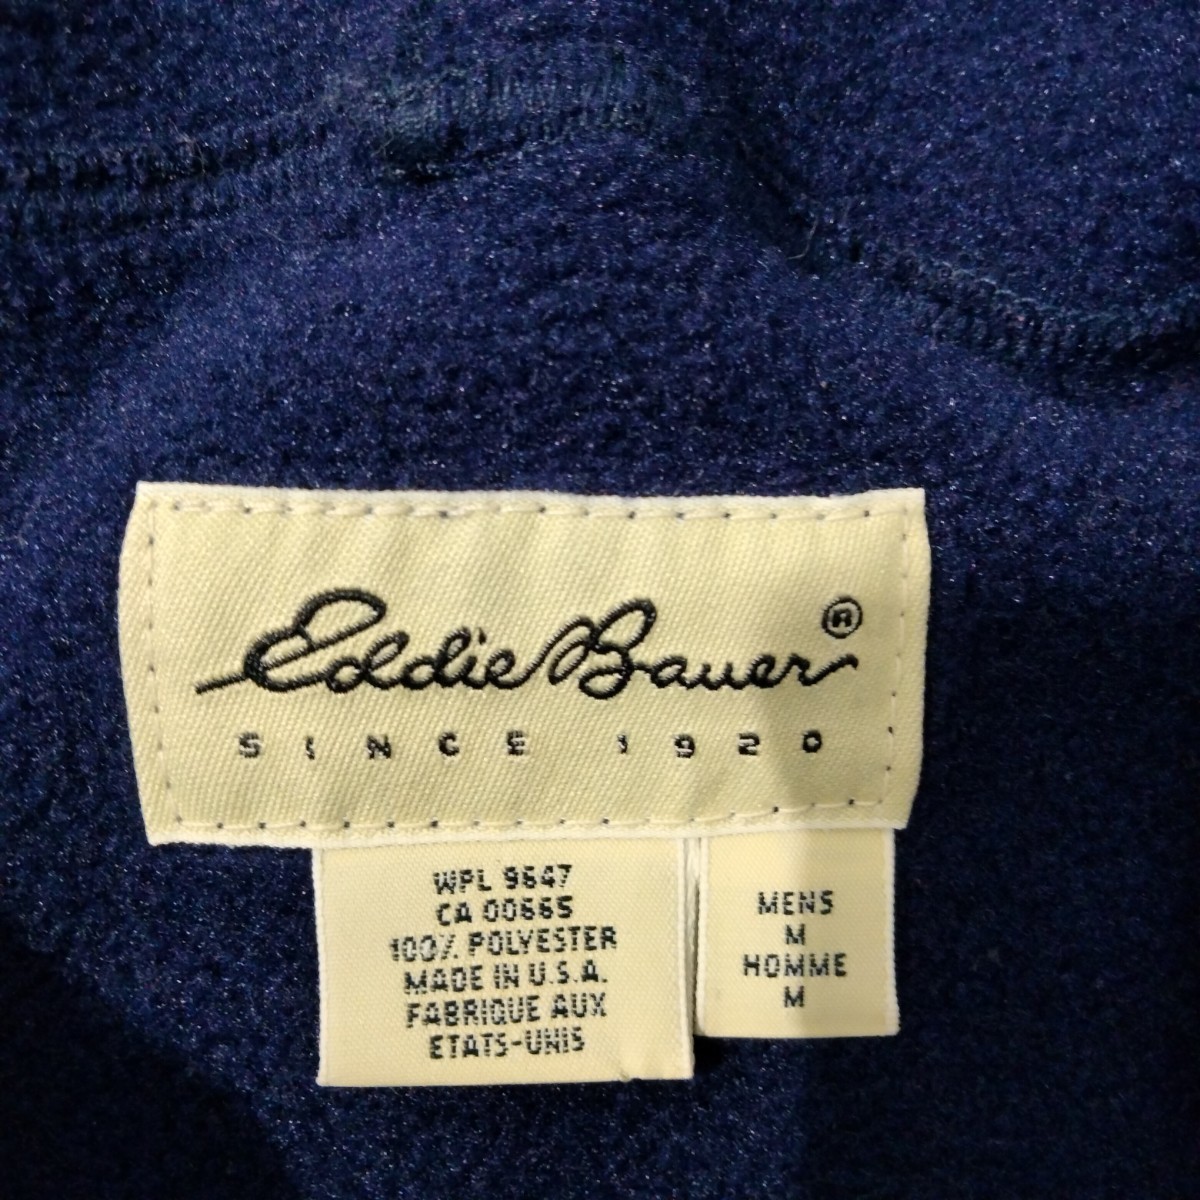 Eddie Bauer ®
SINCE 1920
WPL 9647
CA 00665
100% POLYESTER
MADE IN U.S.A.
FABRIQUE AUX
ETATS-UNIS
MENS
M
HOMME
M